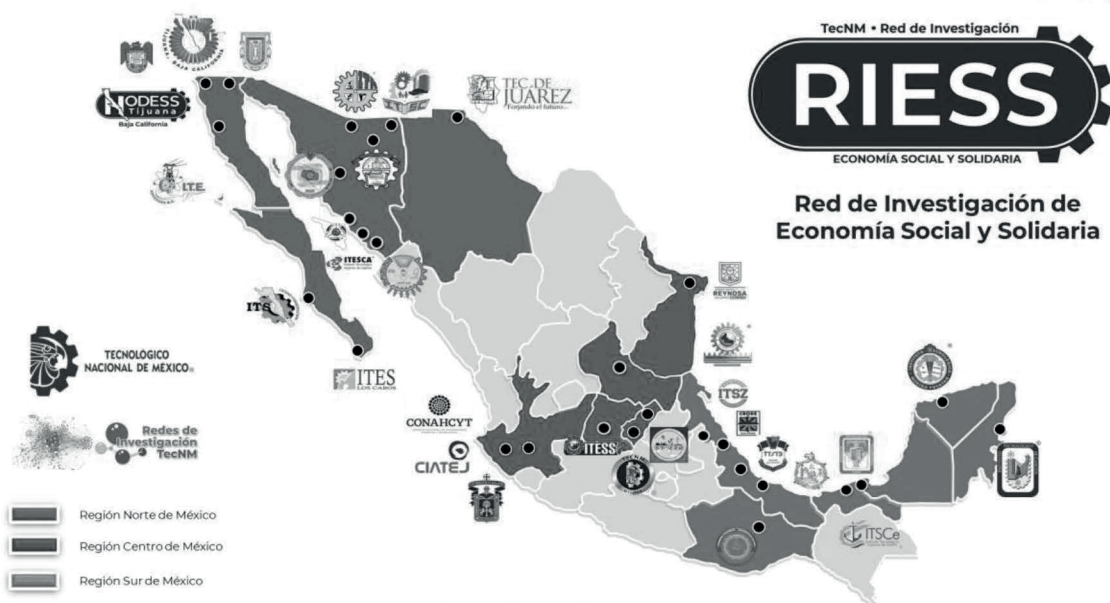 TecNM • Red de Investigación
RIESS
ECONOMÍA SOCIAL Y SOLIDARIA
Red de Investigación de
Economía Social y Solidaria
BAJA CALIFORNIA
NODESS
Tijuana
Baja California
TEC. DE
JUAREZ
I.T.E.
ITESCA
ITS
ITES
LOS CABOS
REYNOSA
ITSZ
CONAHCYT
CIATEJ
ITESS
ITSCe
TECNOLÓGICO
NACIONAL DE MÉXICO®
Redes de
Investigación
TecNM
Región Norte de México
Región Centro de México
Región Sur de México